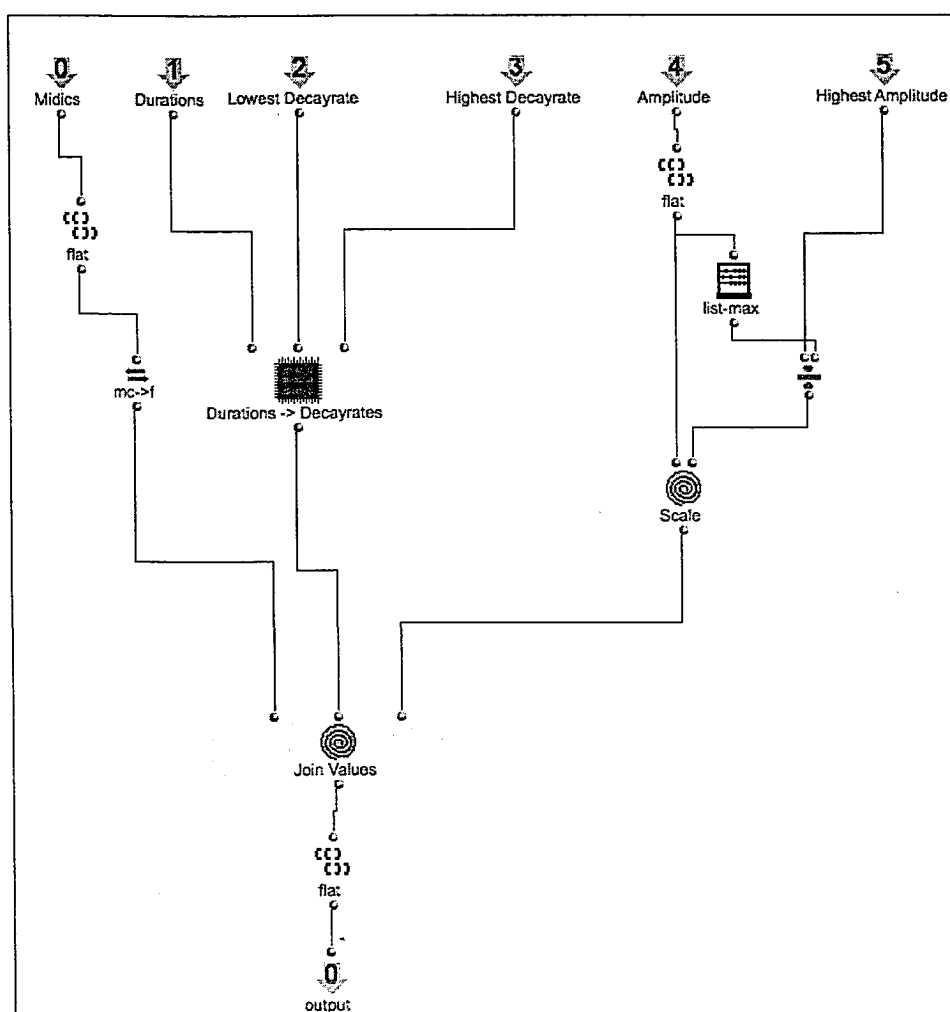 0 1 2 3 4 5
Midics Durations Lowest Decayrate Highest Decayrate Amplitude Highest Amplitude
flat
flat
list-max
mc->f
Durations -> Decayrates
Scale
Join Values
flat
0
output